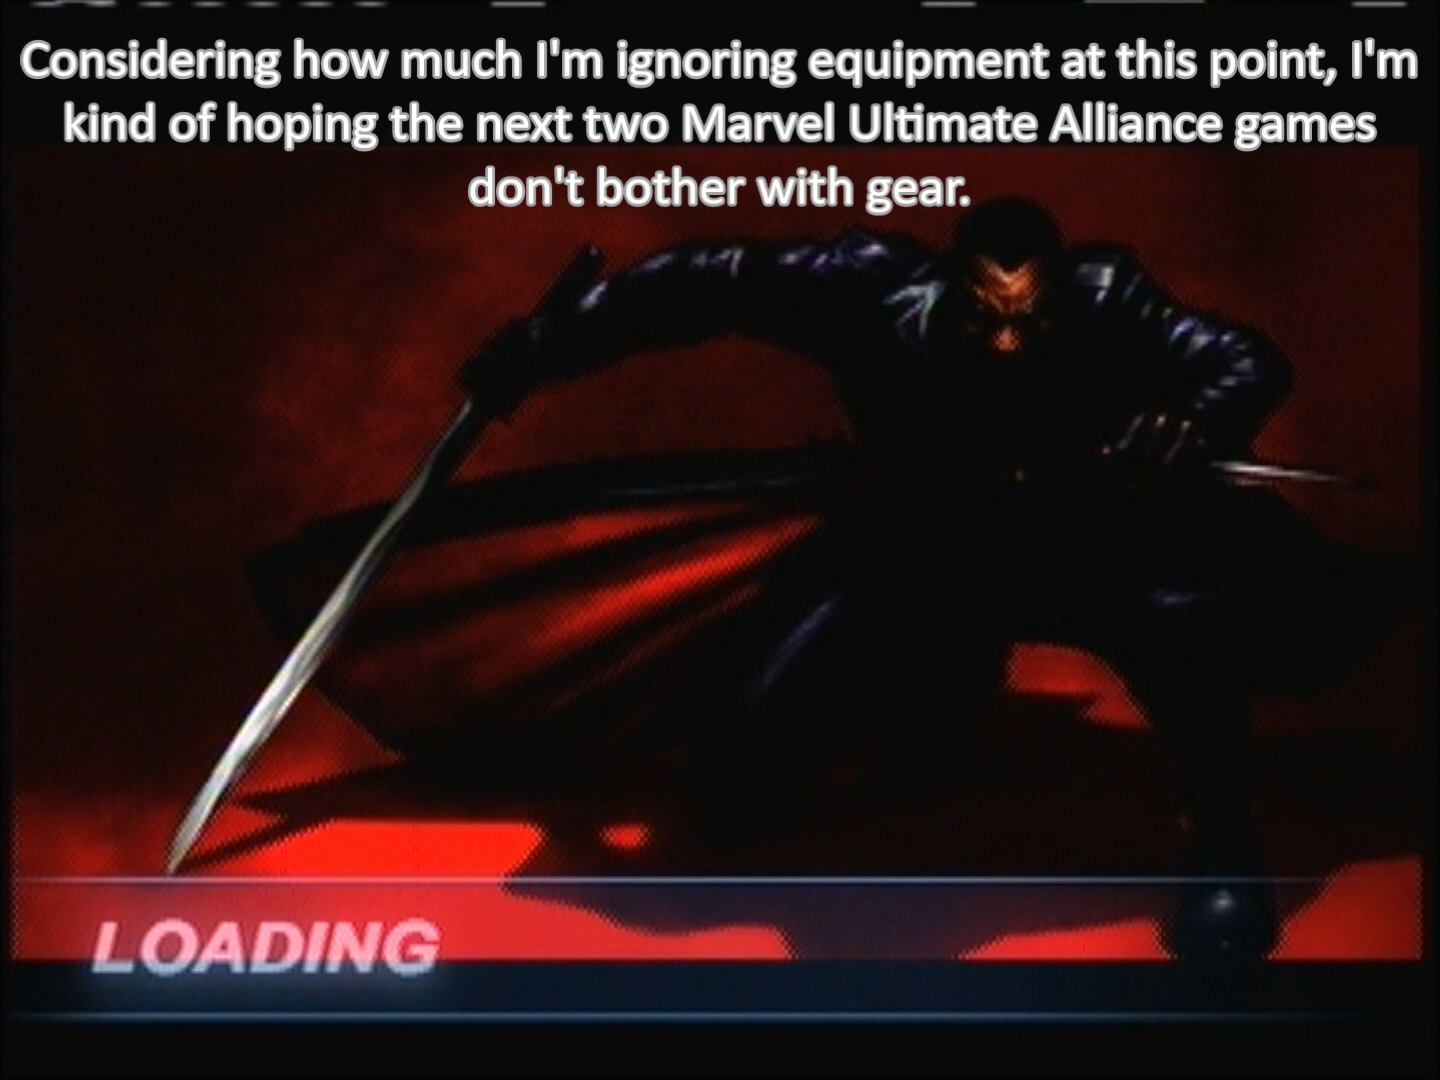 Considering how much I'm ignoring equipment at this point, I'm
kind of hoping the next two Marvel Ultimate Alliance games
don't bother with gear.
LOADING